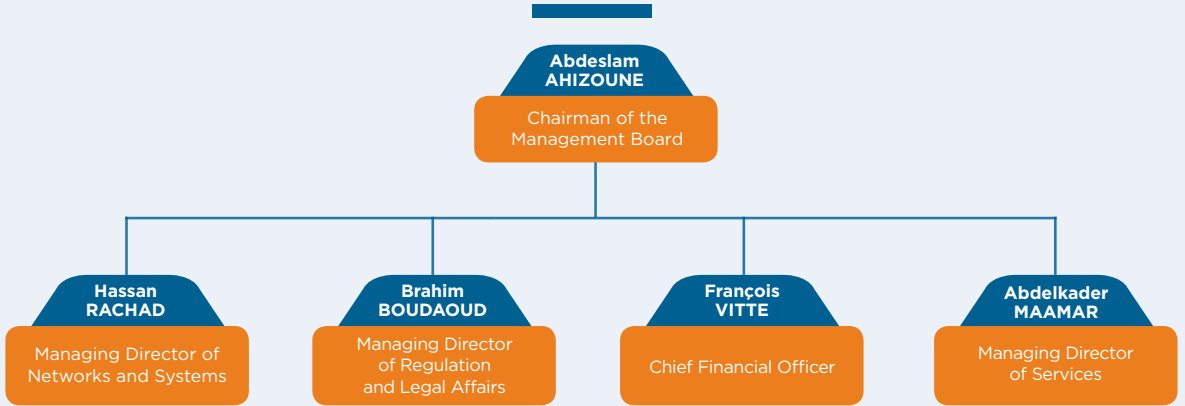 Abdeslam
AHIZOUNE
Chairman of the
Management Board
Hassan
RACHAD
Managing Director of
Networks and Systems
Brahim
BOUDAOUD
Managing Director
of Regulation
and Legal Affairs
François
VITTE
Chief Financial Officer
Abdelkader
MAAMAR
Managing Director
of Services